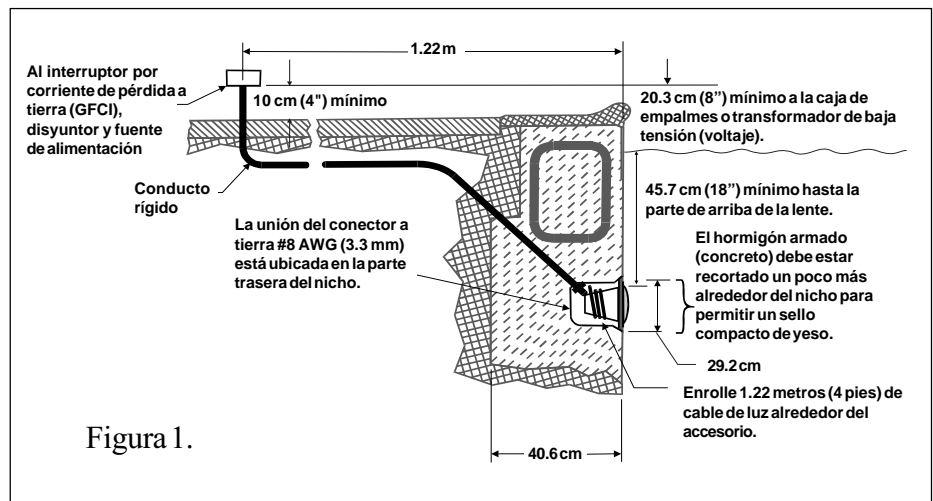 1.22 m
Al interruptor por
corriente de pérdida a
tierra (GFCI),
disyuntor y fuente
de alimentación
10 cm (4") mínimo
20.3 cm (8”) mínimo a la caja de
empalmes o transformador de baja
tensión (voltaje).
Conducto
rígido
45.7 cm (18”) mínimo hasta la
parte de arriba de la lente.
La unión del conector a
tierra #8 AWG (3.3 mm)
está ubicada en la parte
trasera del nicho.
El hormigón armado
(concreto) debe estar
recortado un poco más
alrededor del nicho para
permitir un sello
compacto de yeso.
29.2 cm
Enrolle 1.22 metros (4 pies) de
cable de luz alrededor del
accesorio.
Figura 1.
40.6 cm